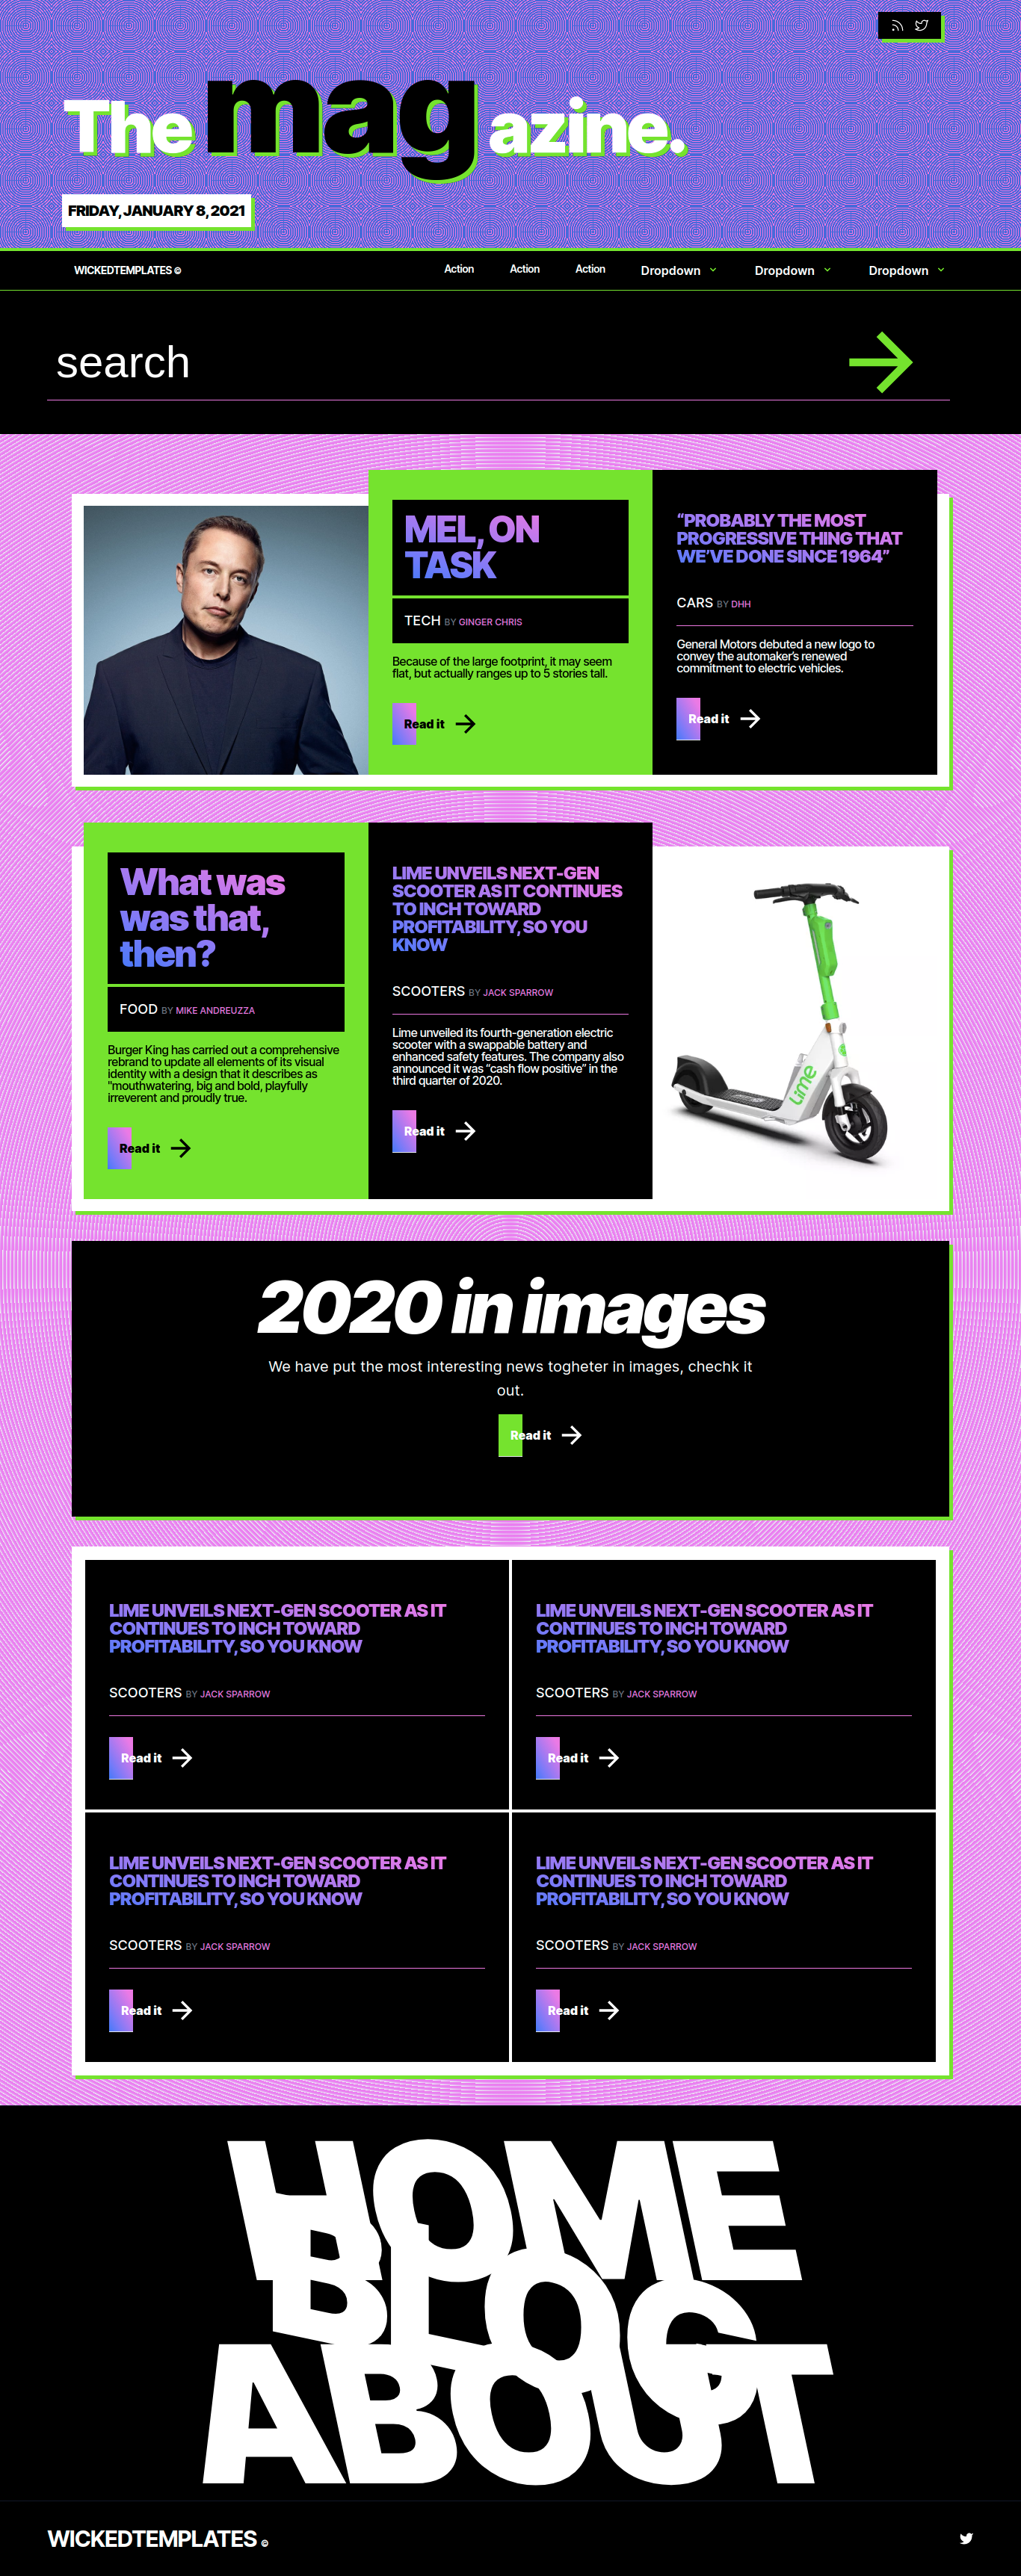 The magazine.
FRIDAY, JANUARY 8, 2021
WICKEDTEMPLATES ©
Action
Action
Action
Dropdown
Dropdown
Dropdown
search
MEL, ON
TASK
TECH BY GINGER CHRIS
Because of the large footprint, it may seem
flat, but actually ranges up to 5 stories tall.
Read it
“PROBABLY THE MOST
PROGRESSIVE THING THAT
WE’VE DONE SINCE 1964”
CARS BY DHH
General Motors debuted a new logo to
convey the automaker’s renewed
commitment to electric vehicles.
Read it
What was
was that,
then?
FOOD BY MIKE ANDREUZZA
Burger King has carried out a comprehensive
rebrand to update all elements of its visual
identity with a design that it describes as
"mouthwatering, big and bold, playfully
irreverent and proudly true.
Read it
LIME UNVEILS NEXT-GEN
SCOOTER AS IT CONTINUES
TO INCH TOWARD
PROFITABILITY, SO YOU
KNOW
SCOOTERS BY JACK SPARROW
Lime unveiled its fourth-generation electric
scooter with a swappable battery and
enhanced safety features. The company also
announced it was “cash flow positive” in the
third quarter of 2020.
Read it
Lime
2020 in images
We have put the most interesting news togheter in images, chechk it
out.
Read it
LIME UNVEILS NEXT-GEN SCOOTER AS IT
CONTINUES TO INCH TOWARD
PROFITABILITY, SO YOU KNOW
SCOOTERS BY JACK SPARROW
Read it
LIME UNVEILS NEXT-GEN SCOOTER AS IT
CONTINUES TO INCH TOWARD
PROFITABILITY, SO YOU KNOW
SCOOTERS BY JACK SPARROW
Read it
LIME UNVEILS NEXT-GEN SCOOTER AS IT
CONTINUES TO INCH TOWARD
PROFITABILITY, SO YOU KNOW
SCOOTERS BY JACK SPARROW
Read it
LIME UNVEILS NEXT-GEN SCOOTER AS IT
CONTINUES TO INCH TOWARD
PROFITABILITY, SO YOU KNOW
SCOOTERS BY JACK SPARROW
Read it
HOME
BLOG
ABOUT
WICKEDTEMPLATES ©